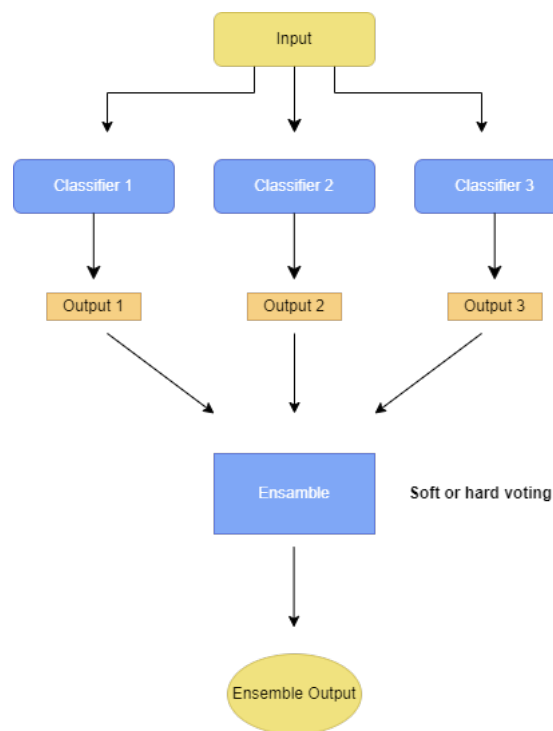 Input
Classifier 1
Classifier 2
Classifier 3
Output 1
Output 2
Output 3
Ensamble
Soft or hard voting
Ensemble Output